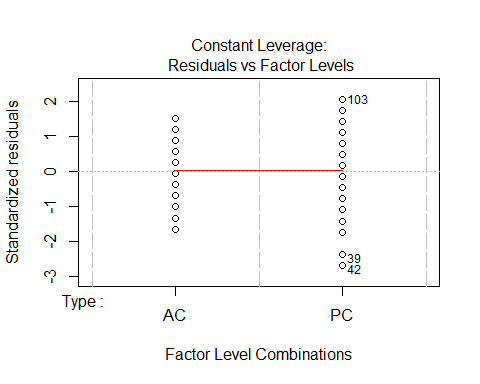 Constant Leverage:
Residuals vs Factor Levels
Standardized residuals
2
1
0
-1
-2
-3
103
39
42
Type :
AC
PC
Factor Level Combinations